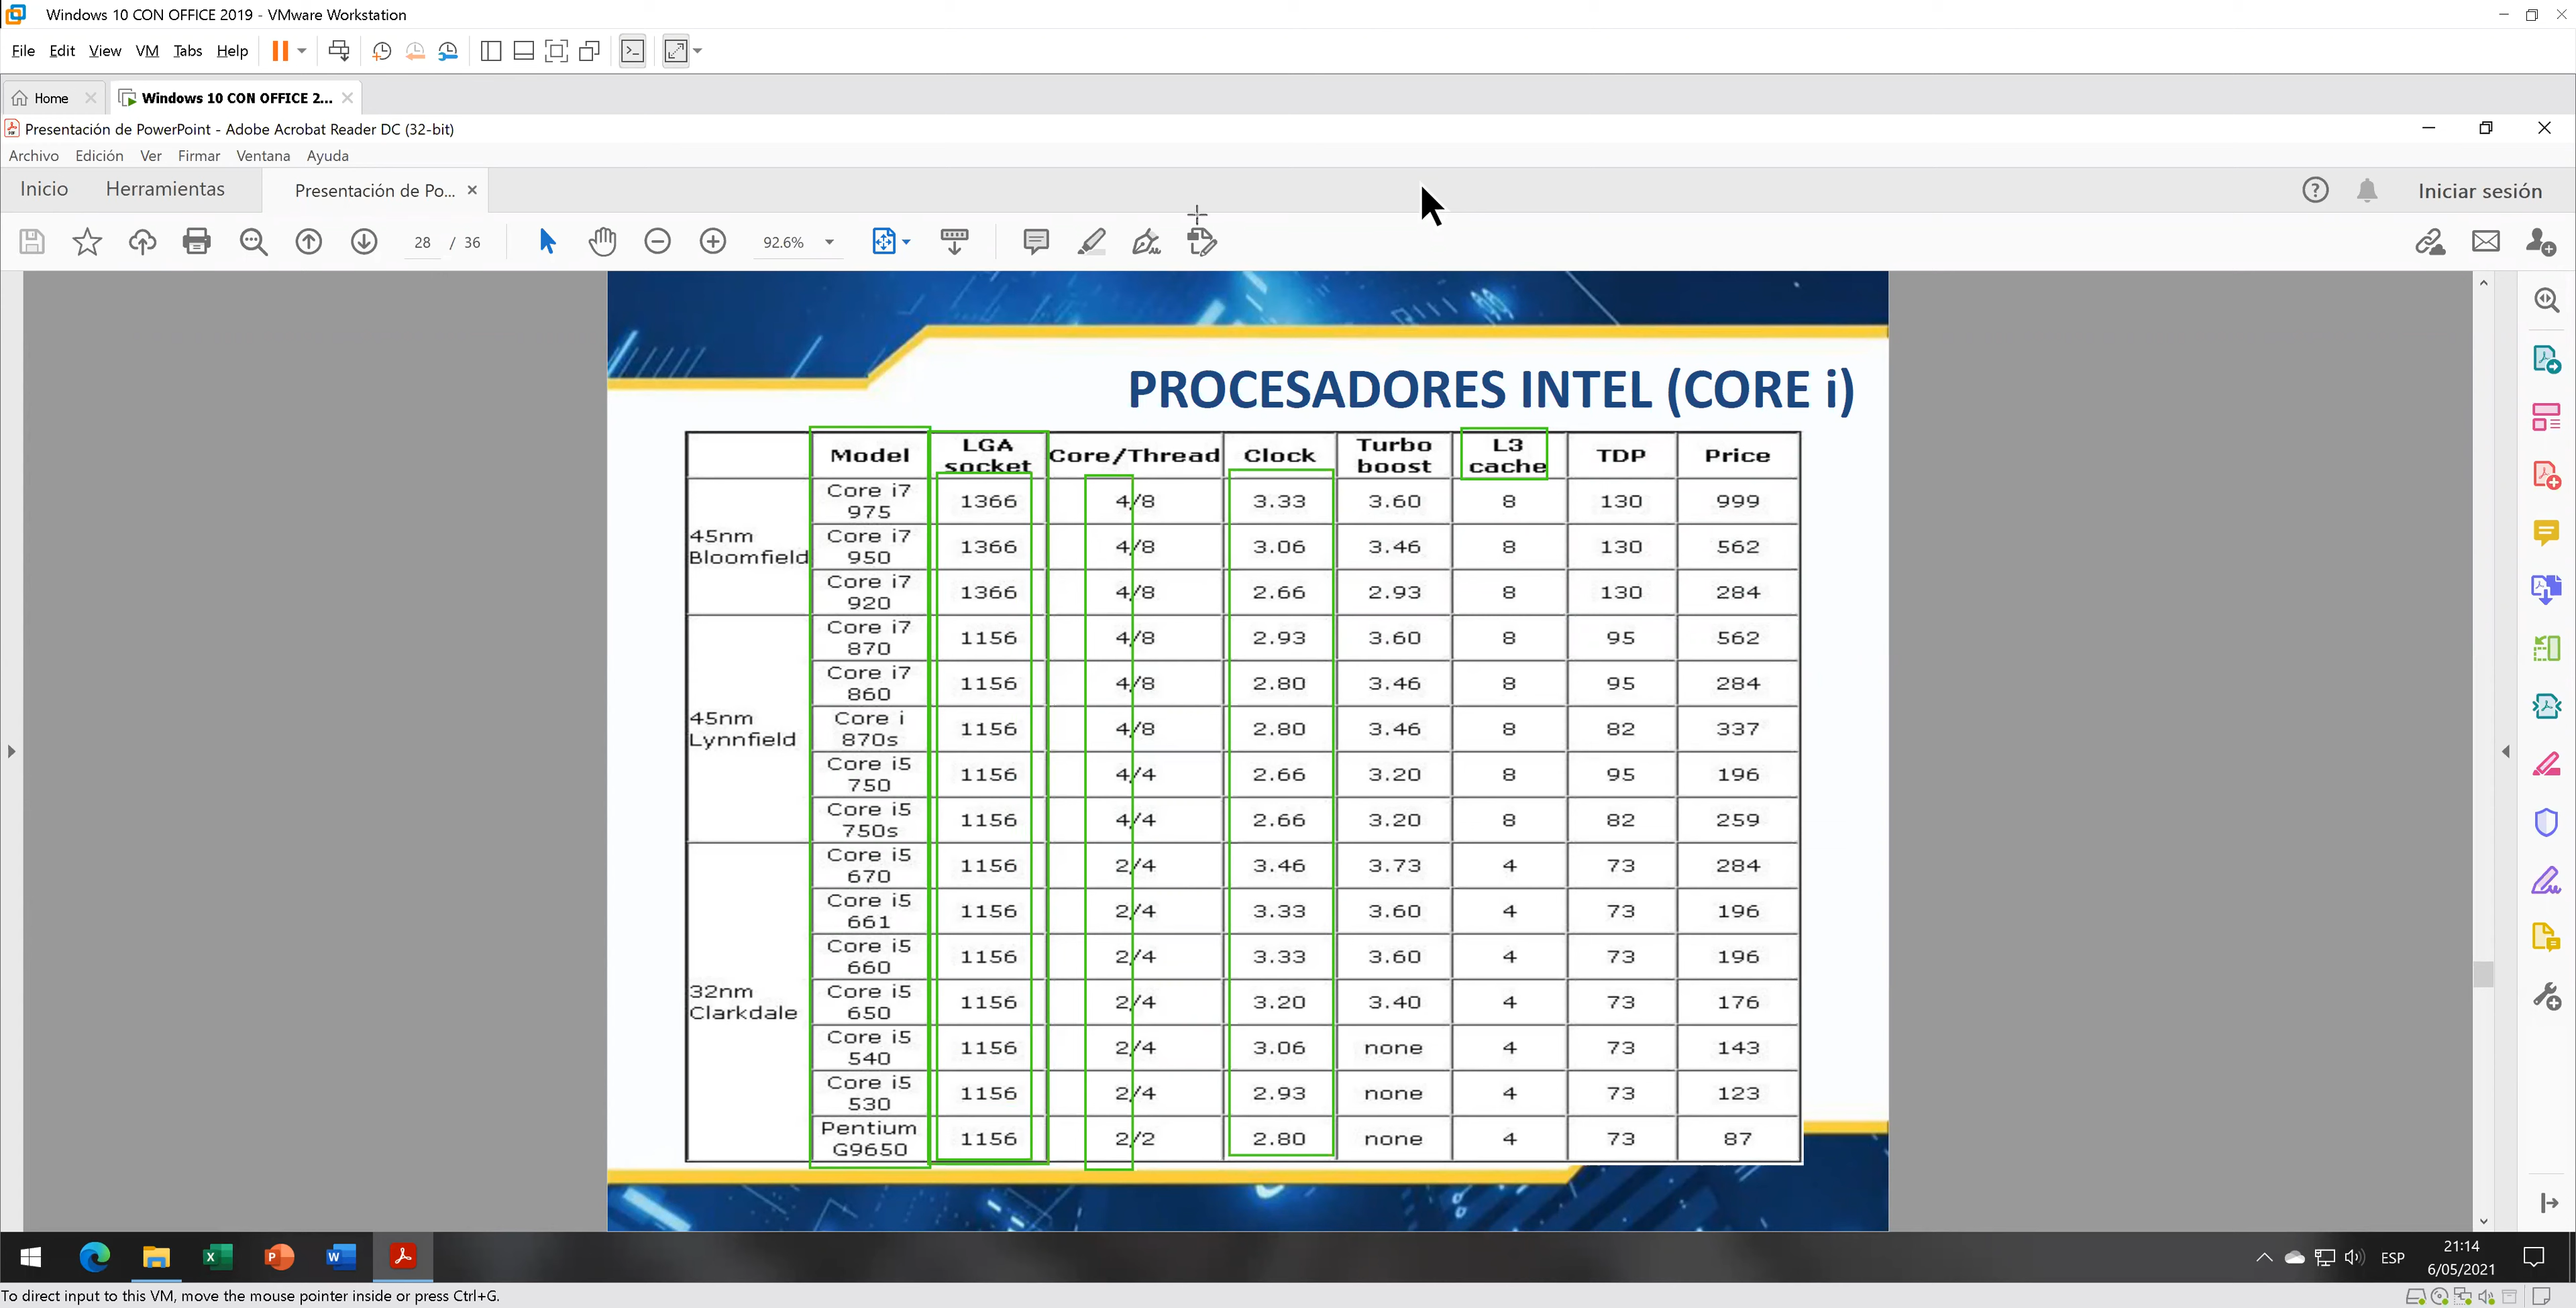 Windows 10 CON OFFICE 2019 - VMware Workstation
File Edit View VM Tabs Help
Home
Windows 10 CON OFFICE 2...
Presentación de PowerPoint - Adobe Acrobat Reader DC (32-bit)
Archivo Edición Ver Firmar Ventana Ayuda
Inicio Herramientas Presentación de Po... Iniciar sesión
28 / 36 92.6%
PROCESADORES INTEL (CORE i)
Model LGA socket Core/Thread Clock Turbo boost L3 cache TDP Price
45nm Bloomfield
Core i7 975 1366 4/8 3.33 3.60 8 130 999
Core i7 950 1366 4/8 3.06 3.46 8 130 562
Core i7 920 1366 4/8 2.66 2.93 8 130 284
45nm Lynnfield
Core i7 870 1156 4/8 2.93 3.60 8 95 562
Core i7 860 1156 4/8 2.80 3.46 8 95 284
Core i 870s 1156 4/8 2.80 3.46 8 82 337
Core i5 750 1156 4/4 2.66 3.20 8 95 196
Core i5 750s 1156 4/4 2.66 3.20 8 82 259
32nm Clarkdale
Core i5 670 1156 2/4 3.46 3.73 4 73 284
Core i5 661 1156 2/4 3.33 3.60 4 73 196
Core i5 660 1156 2/4 3.33 3.60 4 73 196
Core i5 650 1156 2/4 3.20 3.40 4 73 176
Core i5 540 1156 2/4 3.06 none 4 73 143
Core i5 530 1156 2/4 2.93 none 4 73 123
Pentium G9650 1156 2/2 2.80 none 4 73 87
ESP
21:14
6/05/2021
To direct input to this VM, move the mouse pointer inside or press Ctrl+G.